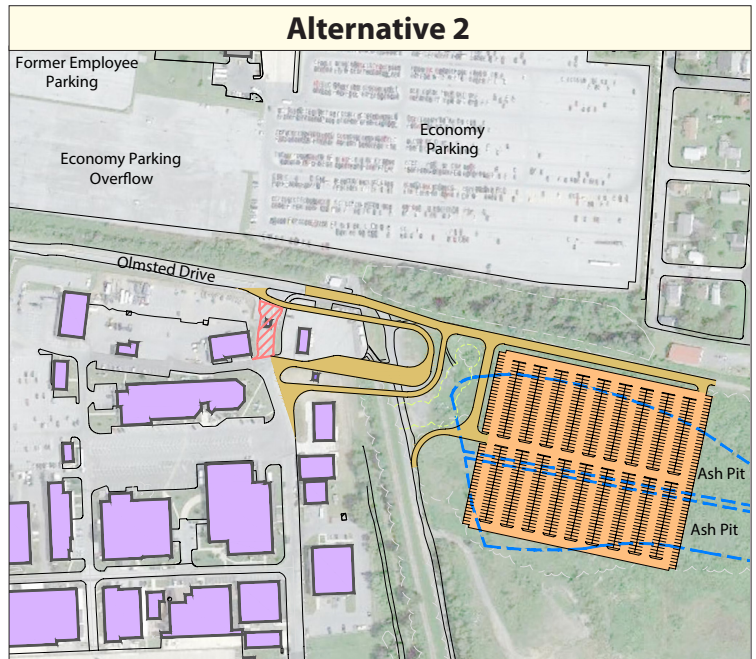 Alternative 2
Former Employee
Parking
Economy
Parking
Economy Parking
Overflow
Olmsted Drive
Ash Pit
Ash Pit